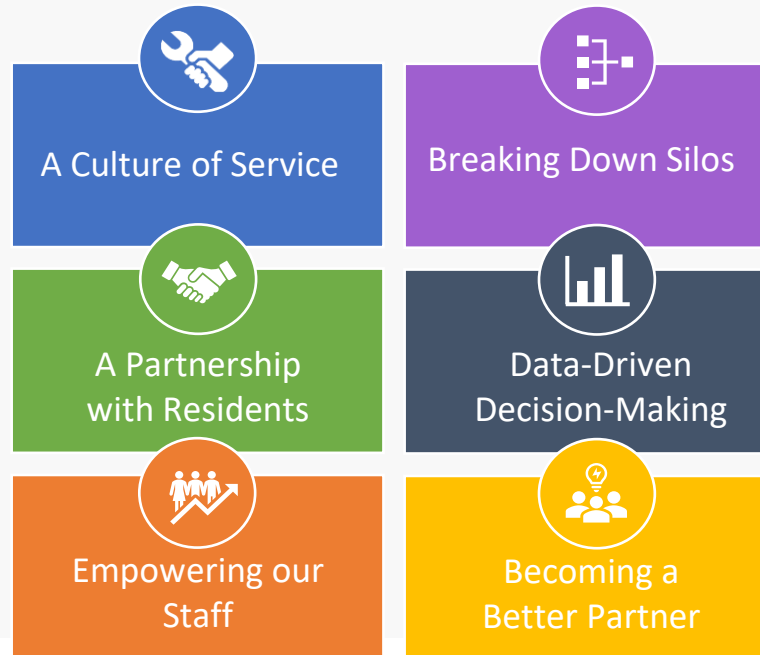 A Culture of Service
Breaking Down Silos
A Partnership
with Residents
Data-Driven
Decision-Making
Empowering our
Staff
Becoming a
Better Partner